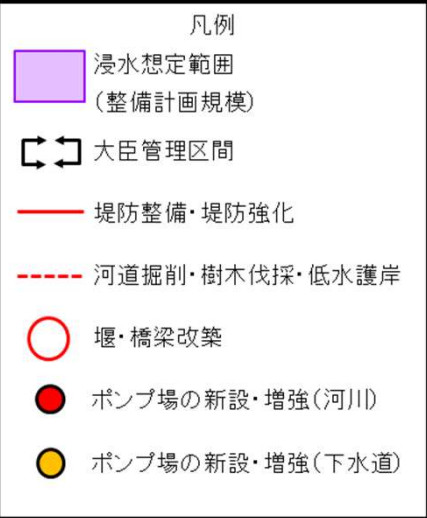 凡例
浸水想定範囲
(整備計画規模)
大臣管理区間
堤防整備・堤防強化
河道掘削・樹木伐採・低水護岸
堰・橋梁改築
ポンプ場の新設・増強(河川)
ポンプ場の新設・増強(下水道)